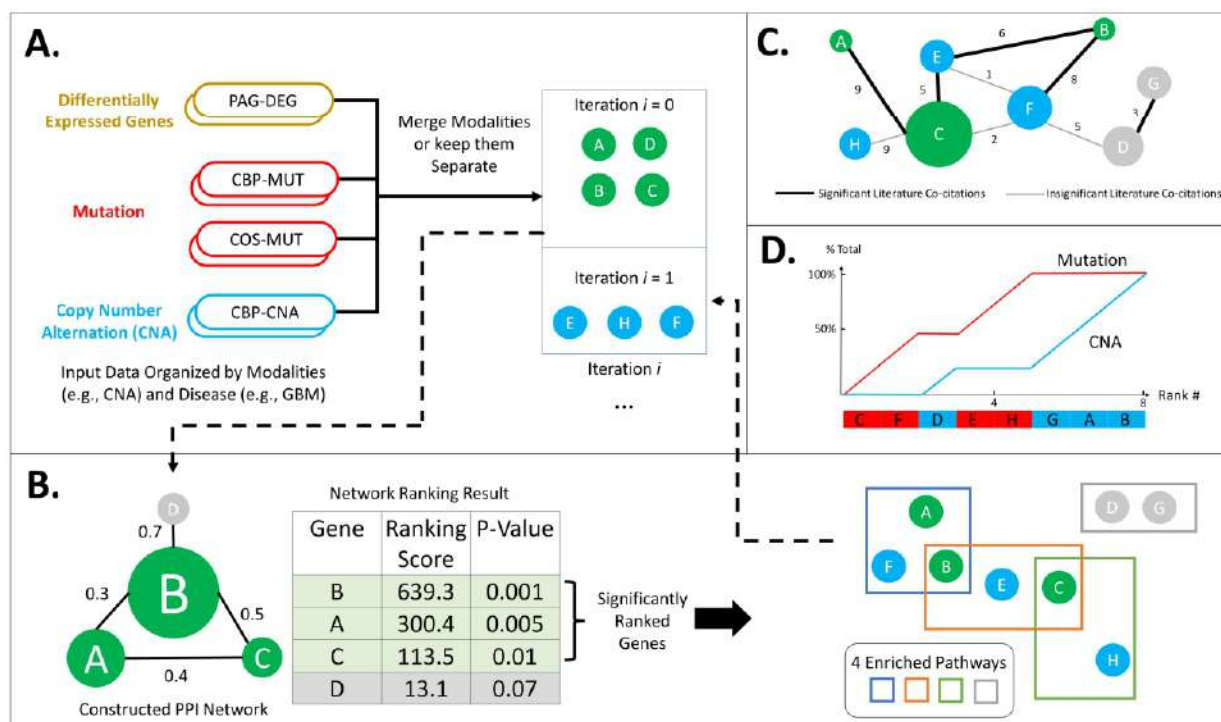 A.
Differentially
Expressed Genes
PAG-DEG
Mutation
CBP-MUT
COS-MUT
Copy Number
Alternation (CNA)
CBP-CNA
Input Data Organized by Modalities
(e.g., CNA) and Disease (e.g., GBM)
Merge Modalities
or keep them
Separate
Iteration i = 0
A D
B C
Iteration i = 1
E H F
Iteration i
...
C.
A
E
B
G
H
C
F
D
9
9
5
6
1
8
2
5
3
Significant Literature Co-citations
Insignificant Literature Co-citations
D.
% Total
100%
50%
Mutation
CNA
4
8
Rank #
C F D E H G A B
B.
D
0.7
B
0.3
0.5
A
C
0.4
Constructed PPI Network
Network Ranking Result
Gene Ranking Score P-Value
B 639.3 0.001
A 300.4 0.005
C 113.5 0.01
D 13.1 0.07
Significantly
Ranked
Genes
A
D G
F B E C
H
4 Enriched Pathways